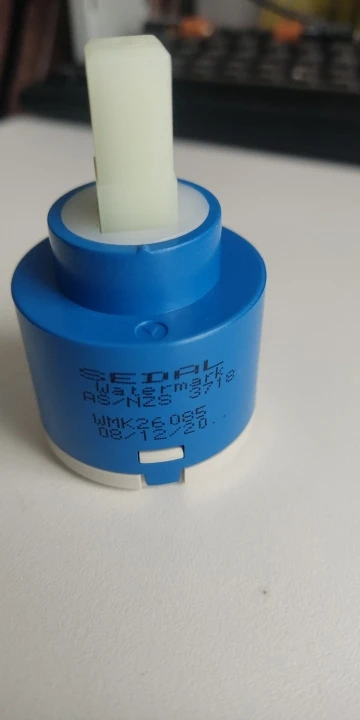 SEDAL
Watermark
AS/NZS 3718
WMK26085
08/12/20..